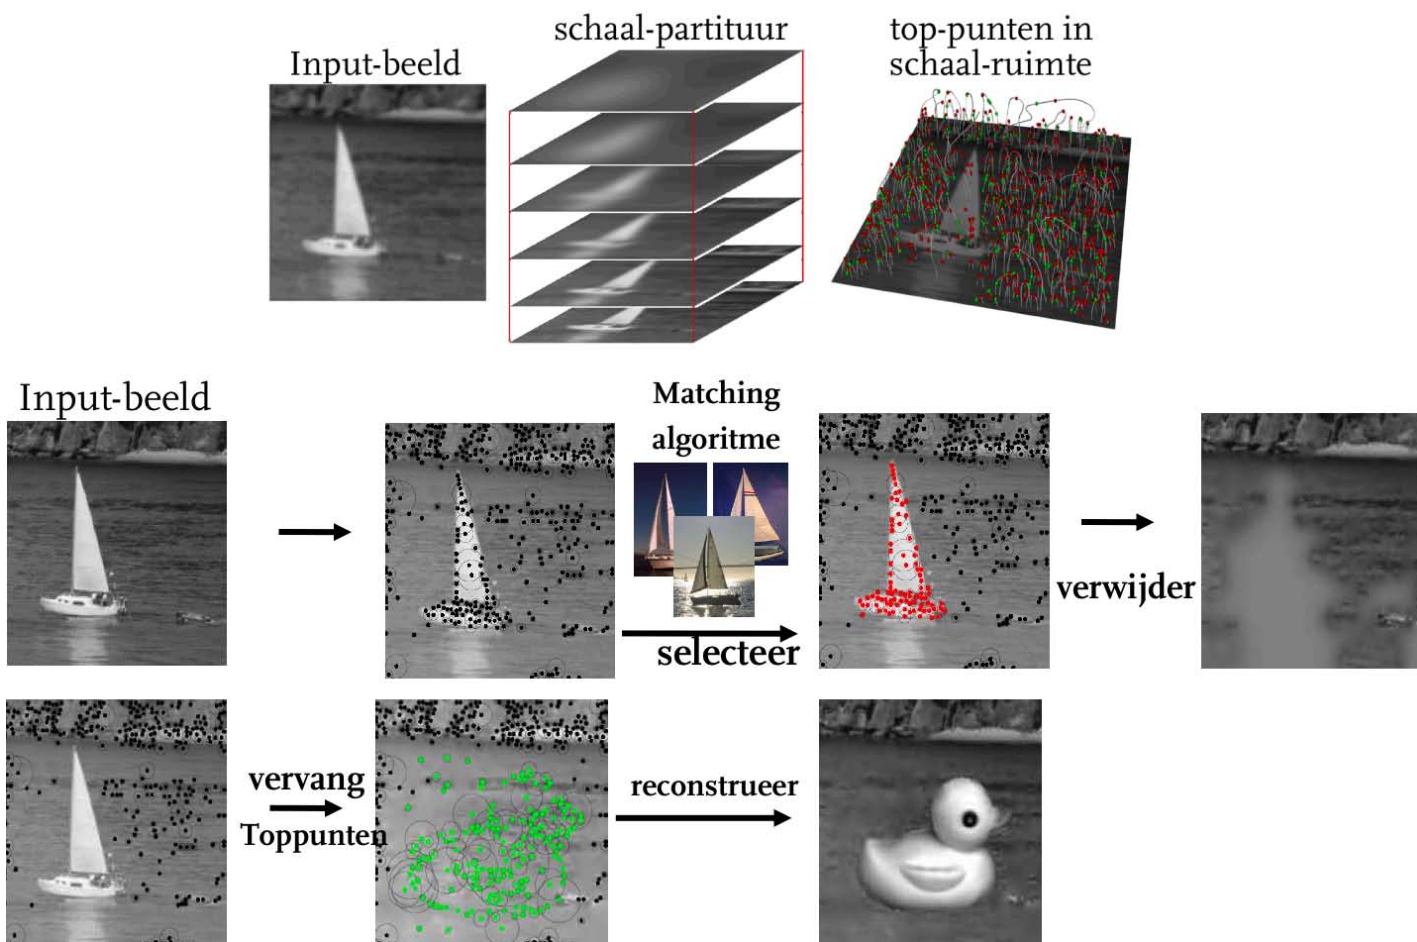 schaal-partituur
top-punten in
schaal-ruimte
Input-beeld
Input-beeld
Matching
algoritme
selecteer
verwijder
vervang
Toppunten
reconstrueer